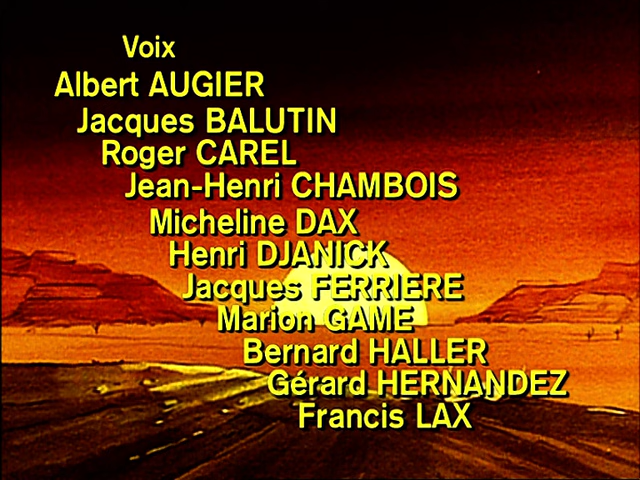 Voix
Albert AUGIER
Jacques BALUTIN
Roger CAREL
Jean-Henri CHAMBOIS
Micheline DAX
Henri DJANICK
Jacques FERRIERE
Marion GAME
Bernard HALLER
Gérard HERNANDEZ
Francis LAX